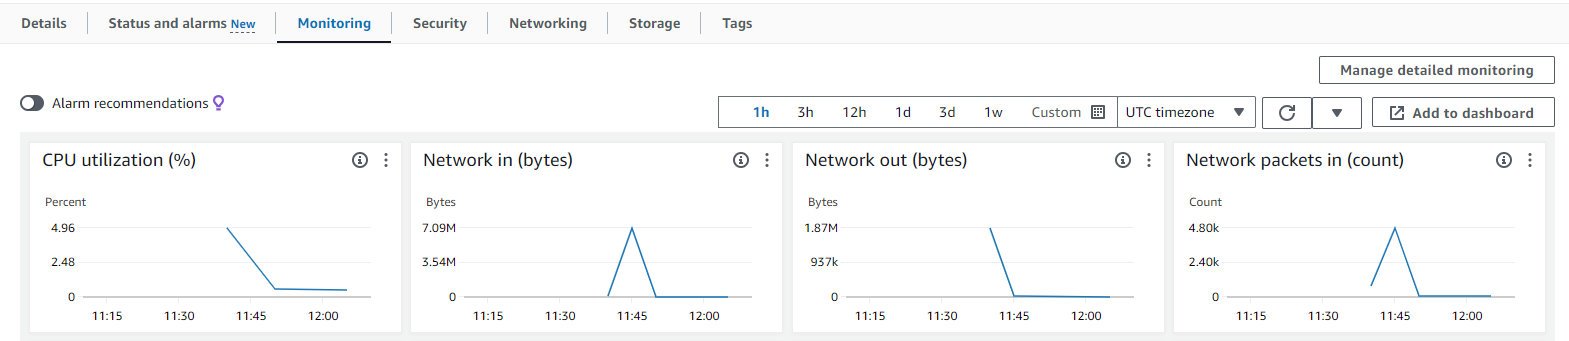 Details Status and alarms New Monitoring Security Networking Storage Tags
Manage detailed monitoring
Alarm recommendations
1h 3h 12h 1d 3d 1w Custom UTC timezone Add to dashboard
CPU utilization (%)
Percent
4.96
2.48
0
11:15 11:30 11:45 12:00
Network in (bytes)
Bytes
7.09M
3.54M
0
11:15 11:30 11:45 12:00
Network out (bytes)
Bytes
1.87M
937k
0
11:15 11:30 11:45 12:00
Network packets in (count)
Count
4.80k
2.40k
0
11:15 11:30 11:45 12:00